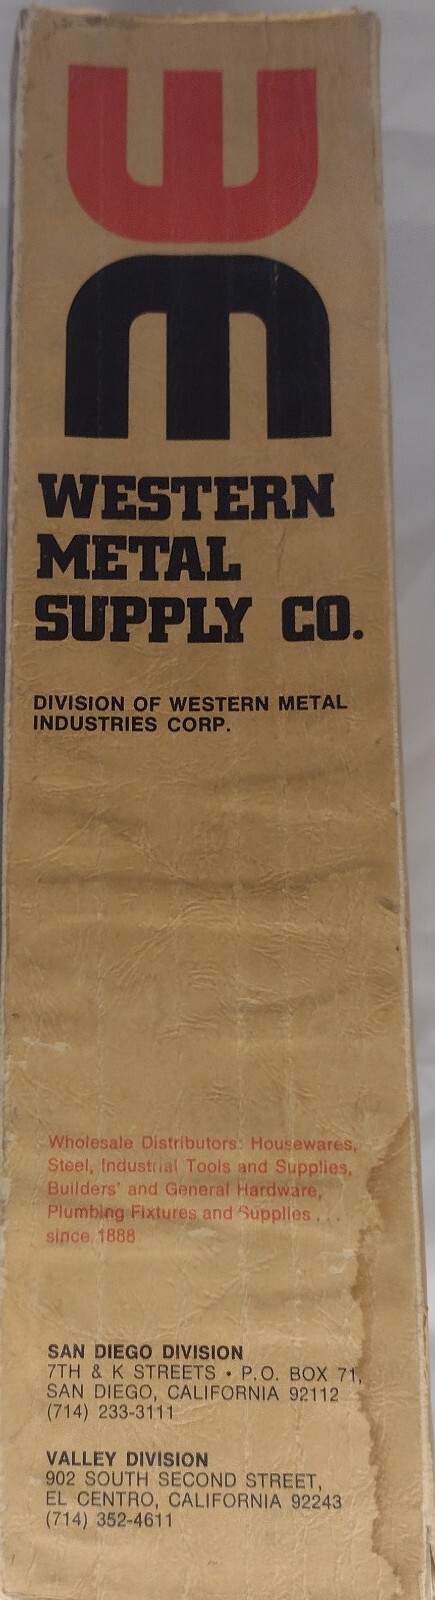 WM
WESTERN
METAL
SUPPLY CO.
DIVISION OF WESTERN METAL
INDUSTRIES CORP.
Wholesale Distributors: Housewares,
Steel, Industrial Tools and Supplies,
Builders' and General Hardware,
Plumbing Fixtures and Supplies . . .
since 1888
SAN DIEGO DIVISION
7TH & K STREETS • P.O. BOX 71,
SAN DIEGO, CALIFORNIA 92112
(714) 233-3111
VALLEY DIVISION
902 SOUTH SECOND STREET,
EL CENTRO, CALIFORNIA 92243
(714) 352-4611